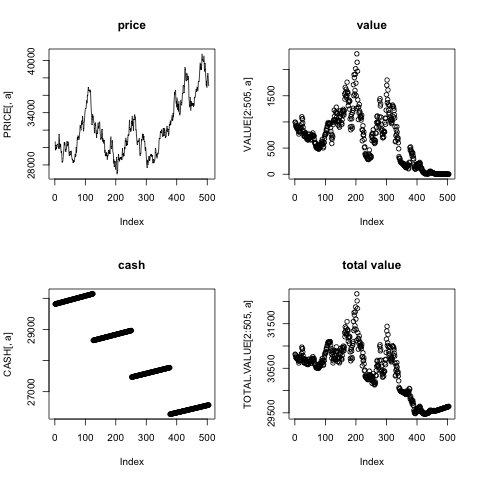 price
PRICE[, a]
28000 34000 40000
0 100 200 300 400 500
Index
value
VALUE[2:505, a]
0 500 1500
0 100 200 300 400 500
Index
cash
CASH[, a]
27000 29000
0 100 200 300 400 500
Index
total value
TOTAL.VALUE[2:505, a]
29500 30500 31500
0 100 200 300 400 500
Index